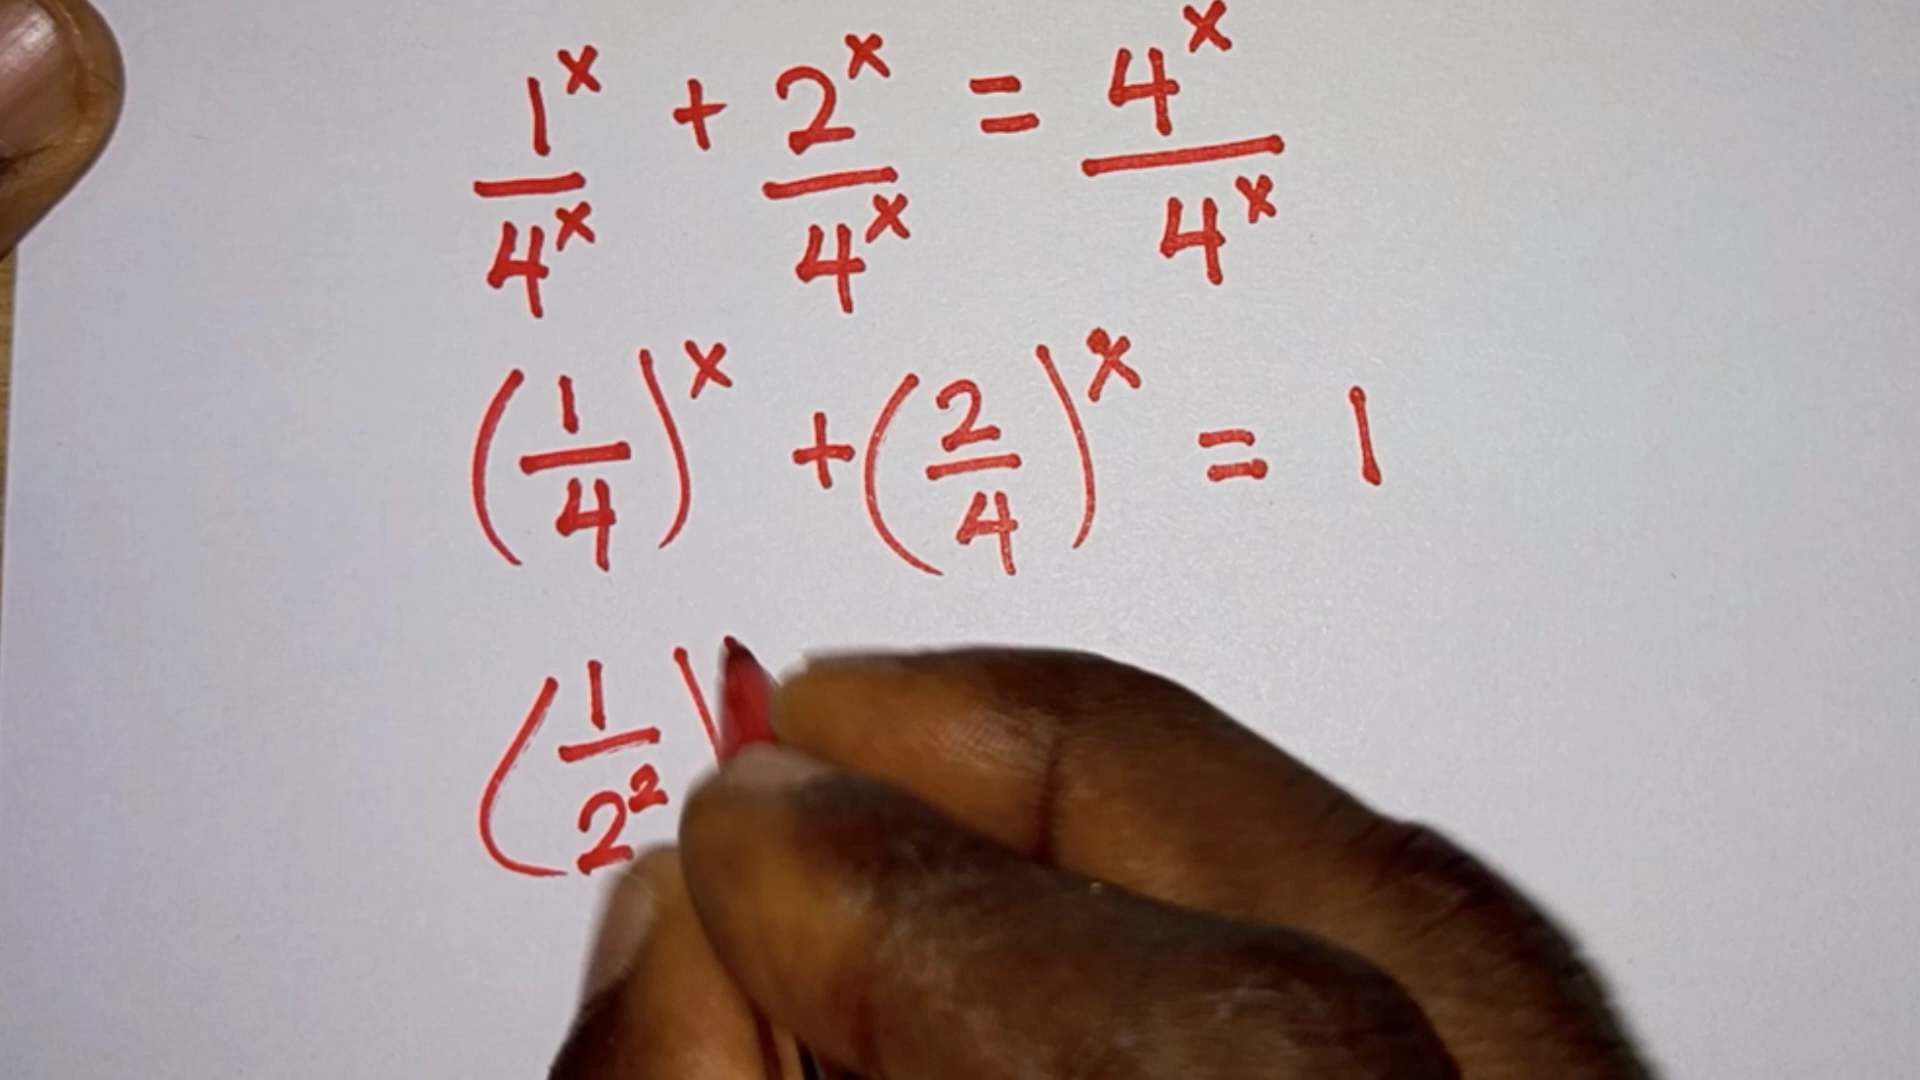 1^x/4^x + 2^x/4^x = 4^x/4^x
(1/4)^x + (2/4)^x = 1
(1/2^2)